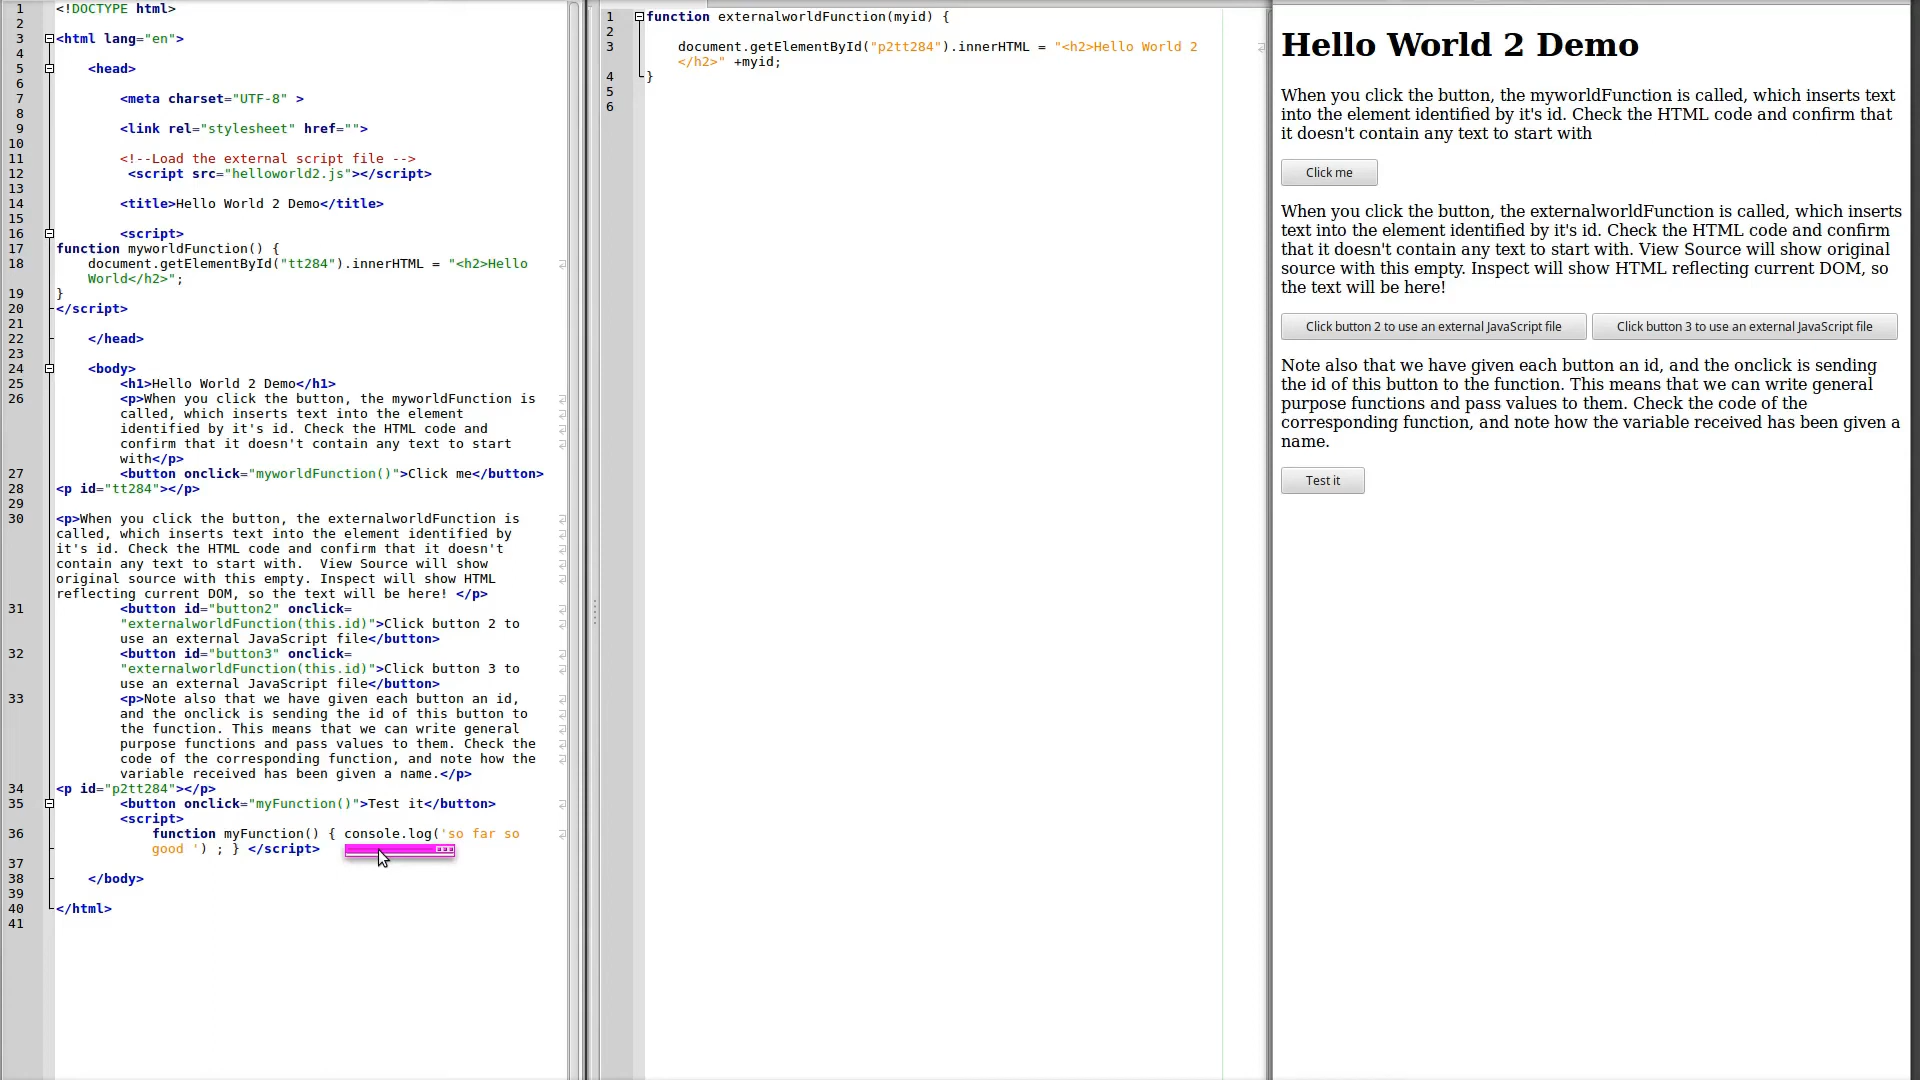 1 <!DOCTYPE html>
2
3 <html lang="en">
4
5 <head>
6
7 <meta charset="UTF-8" >
8
9 <link rel="stylesheet" href="">
10
11 <!--Load the external script file -->
12 <script src="helloworld2.js"></script>
13
14 <title>Hello World 2 Demo</title>
15
16 <script>
17 function myworldFunction() {
18 document.getElementById("tt284").innerHTML = "<h2>Hello
World</h2>";
19 }
20 </script>
21
22 </head>
23
24 <body>
25 <h1>Hello World 2 Demo</h1>
26 <p>When you click the button, the myworldFunction is
called, which inserts text into the element
identified by it's id. Check the HTML code and
confirm that it doesn't contain any text to start
with</p>
27 <button onclick="myworldFunction()">Click me</button>
28 <p id="tt284"></p>
29
30 <p>When you click the button, the externalworldFunction is
called, which inserts text into the element identified by
it's id. Check the HTML code and confirm that it doesn't
contain any text to start with.  View Source will show
original source with this empty. Inspect will show HTML
reflecting current DOM, so the text will be here! </p>
31 <button id="button2" onclick=
"externalworldFunction(this.id)">Click button 2 to
use an external JavaScript file</button>
32 <button id="button3" onclick=
"externalworldFunction(this.id)">Click button 3 to
use an external JavaScript file</button>
33 <p>Note also that we have given each button an id,
and the onclick is sending the id of this button to
the function. This means that we can write general
purpose functions and pass values to them. Check the
code of the corresponding function, and note how the
variable received has been given a name.</p>
34 <p id="p2tt284"></p>
35 <button onclick="myFunction()">Test it</button>
<script>
36 function myFunction() { console.log('so far so
good ') ; } </script>
37
38 </body>
39
40 </html>
41
1 function externalworldFunction(myid) {
2
3 document.getElementById("p2tt284").innerHTML = "<h2>Hello World 2
</h2>" +myid;
4 }
5
6
Hello World 2 Demo
When you click the button, the myworldFunction is called, which inserts text
into the element identified by it's id. Check the HTML code and confirm that
it doesn't contain any text to start with
Click me
When you click the button, the externalworldFunction is called, which inserts
text into the element identified by it's id. Check the HTML code and confirm
that it doesn't contain any text to start with. View Source will show original
source with this empty. Inspect will show HTML reflecting current DOM, so
the text will be here!
Click button 2 to use an external JavaScript file Click button 3 to use an external JavaScript file
Note also that we have given each button an id, and the onclick is sending
the id of this button to the function. This means that we can write general
purpose functions and pass values to them. Check the code of the
corresponding function, and note how the variable received has been given a
name.
Test it